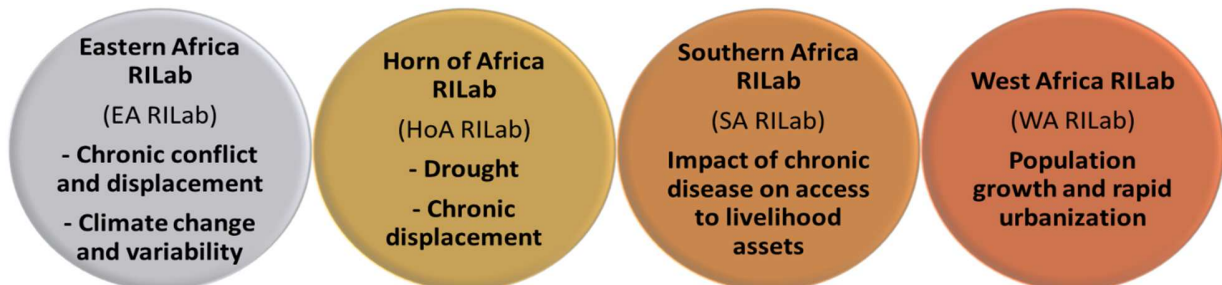 Eastern Africa
RILab
(EA RILab)
- Chronic conflict
and displacement
- Climate change
and variability
Horn of Africa
RILab
(HoA RILab)
- Drought
- Chronic
displacement
Southern Africa
RILab
(SA RILab)
Impact of chronic
disease on access
to livelihood
assets
West Africa RILab
(WA RILab)
Population
growth and rapid
urbanization